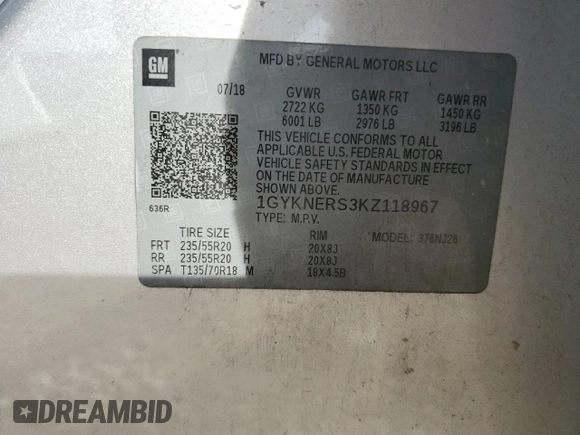 GM
MFD BY GENERAL MOTORS LLC
07/18 GVWR GAWR FRT GAWR RR
2722 KG 1350 KG 1450 KG
6001 LB 2976 LB 3196 LB
THIS VEHICLE CONFORMS TO ALL
APPLICABLE U.S. FEDERAL MOTOR
VEHICLE SAFETY STANDARDS IN EFFECT
ON THE DATE OF MANUFACTURE
SHOWN ABOVE.
636R
1GYKNERS3KZ118967
TYPE: M.P.V. MODEL: 376NJ26
TIRE SIZE RIM
FRT 235/55R20 H 20X8J
RR 235/55R20 H 20X8J
SPA T135/70R18 M 18X4.5B
DREAMBID